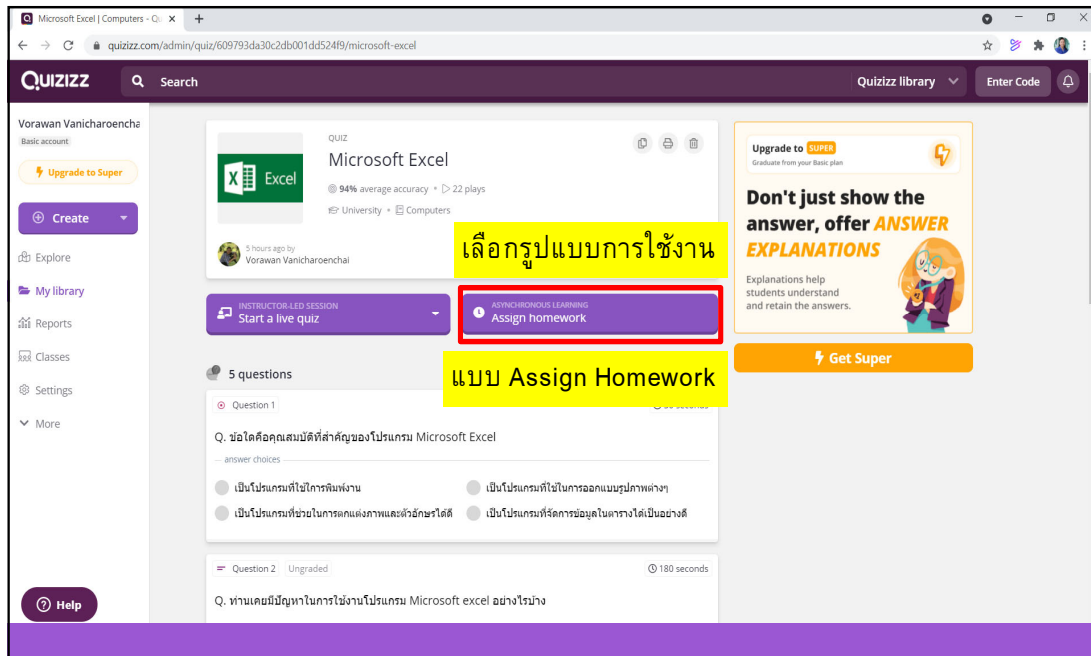 Microsoft Excel | Computers - Qu
quizizz.com/admin/quiz/609793da30c2db001dd524f9/microsoft-excel
QUIZIZZ
Search
Quizizz library
Enter Code
Vorawan Vanicharoencha
Basic account
Upgrade to Super
Create
Explore
My library
Reports
Classes
Settings
More
Help
QUIZ
Microsoft Excel
Excel
94% average accuracy • 22 plays
University • Computers
5 hours ago by
Vorawan Vanicharoenchai
เลือกรูปแบบการใช้งาน
INSTRUCTOR-LED SESSION
Start a live quiz
ASYNCHRONOUS LEARNING
Assign homework
แบบ Assign Homework
5 questions
Question 1
Q. ข้อใดคือคุณสมบัติที่สำคัญของโปรแกรม Microsoft Excel
answer choices
เป็นโปรแกรมที่ใช้การพิมพ์งาน
เป็นโปรแกรมที่ใช้ในการออกแบบรูปภาพต่างๆ
เป็นโปรแกรมที่ช่วยในการตกแต่งภาพและตัวอักษรได้ดี
เป็นโปรแกรมที่จัดการข้อมูลในตารางได้เป็นอย่างดี
Question 2 Ungraded
180 seconds
Q. ท่านเคยมีปัญหาในการใช้งานโปรแกรม Microsoft excel อย่างไรบ้าง
Upgrade to SUPER
Graduate from your Basic plan
Don't just show the
answer, offer ANSWER
EXPLANATIONS
Explanations help
students understand
and retain the answers.
Get Super